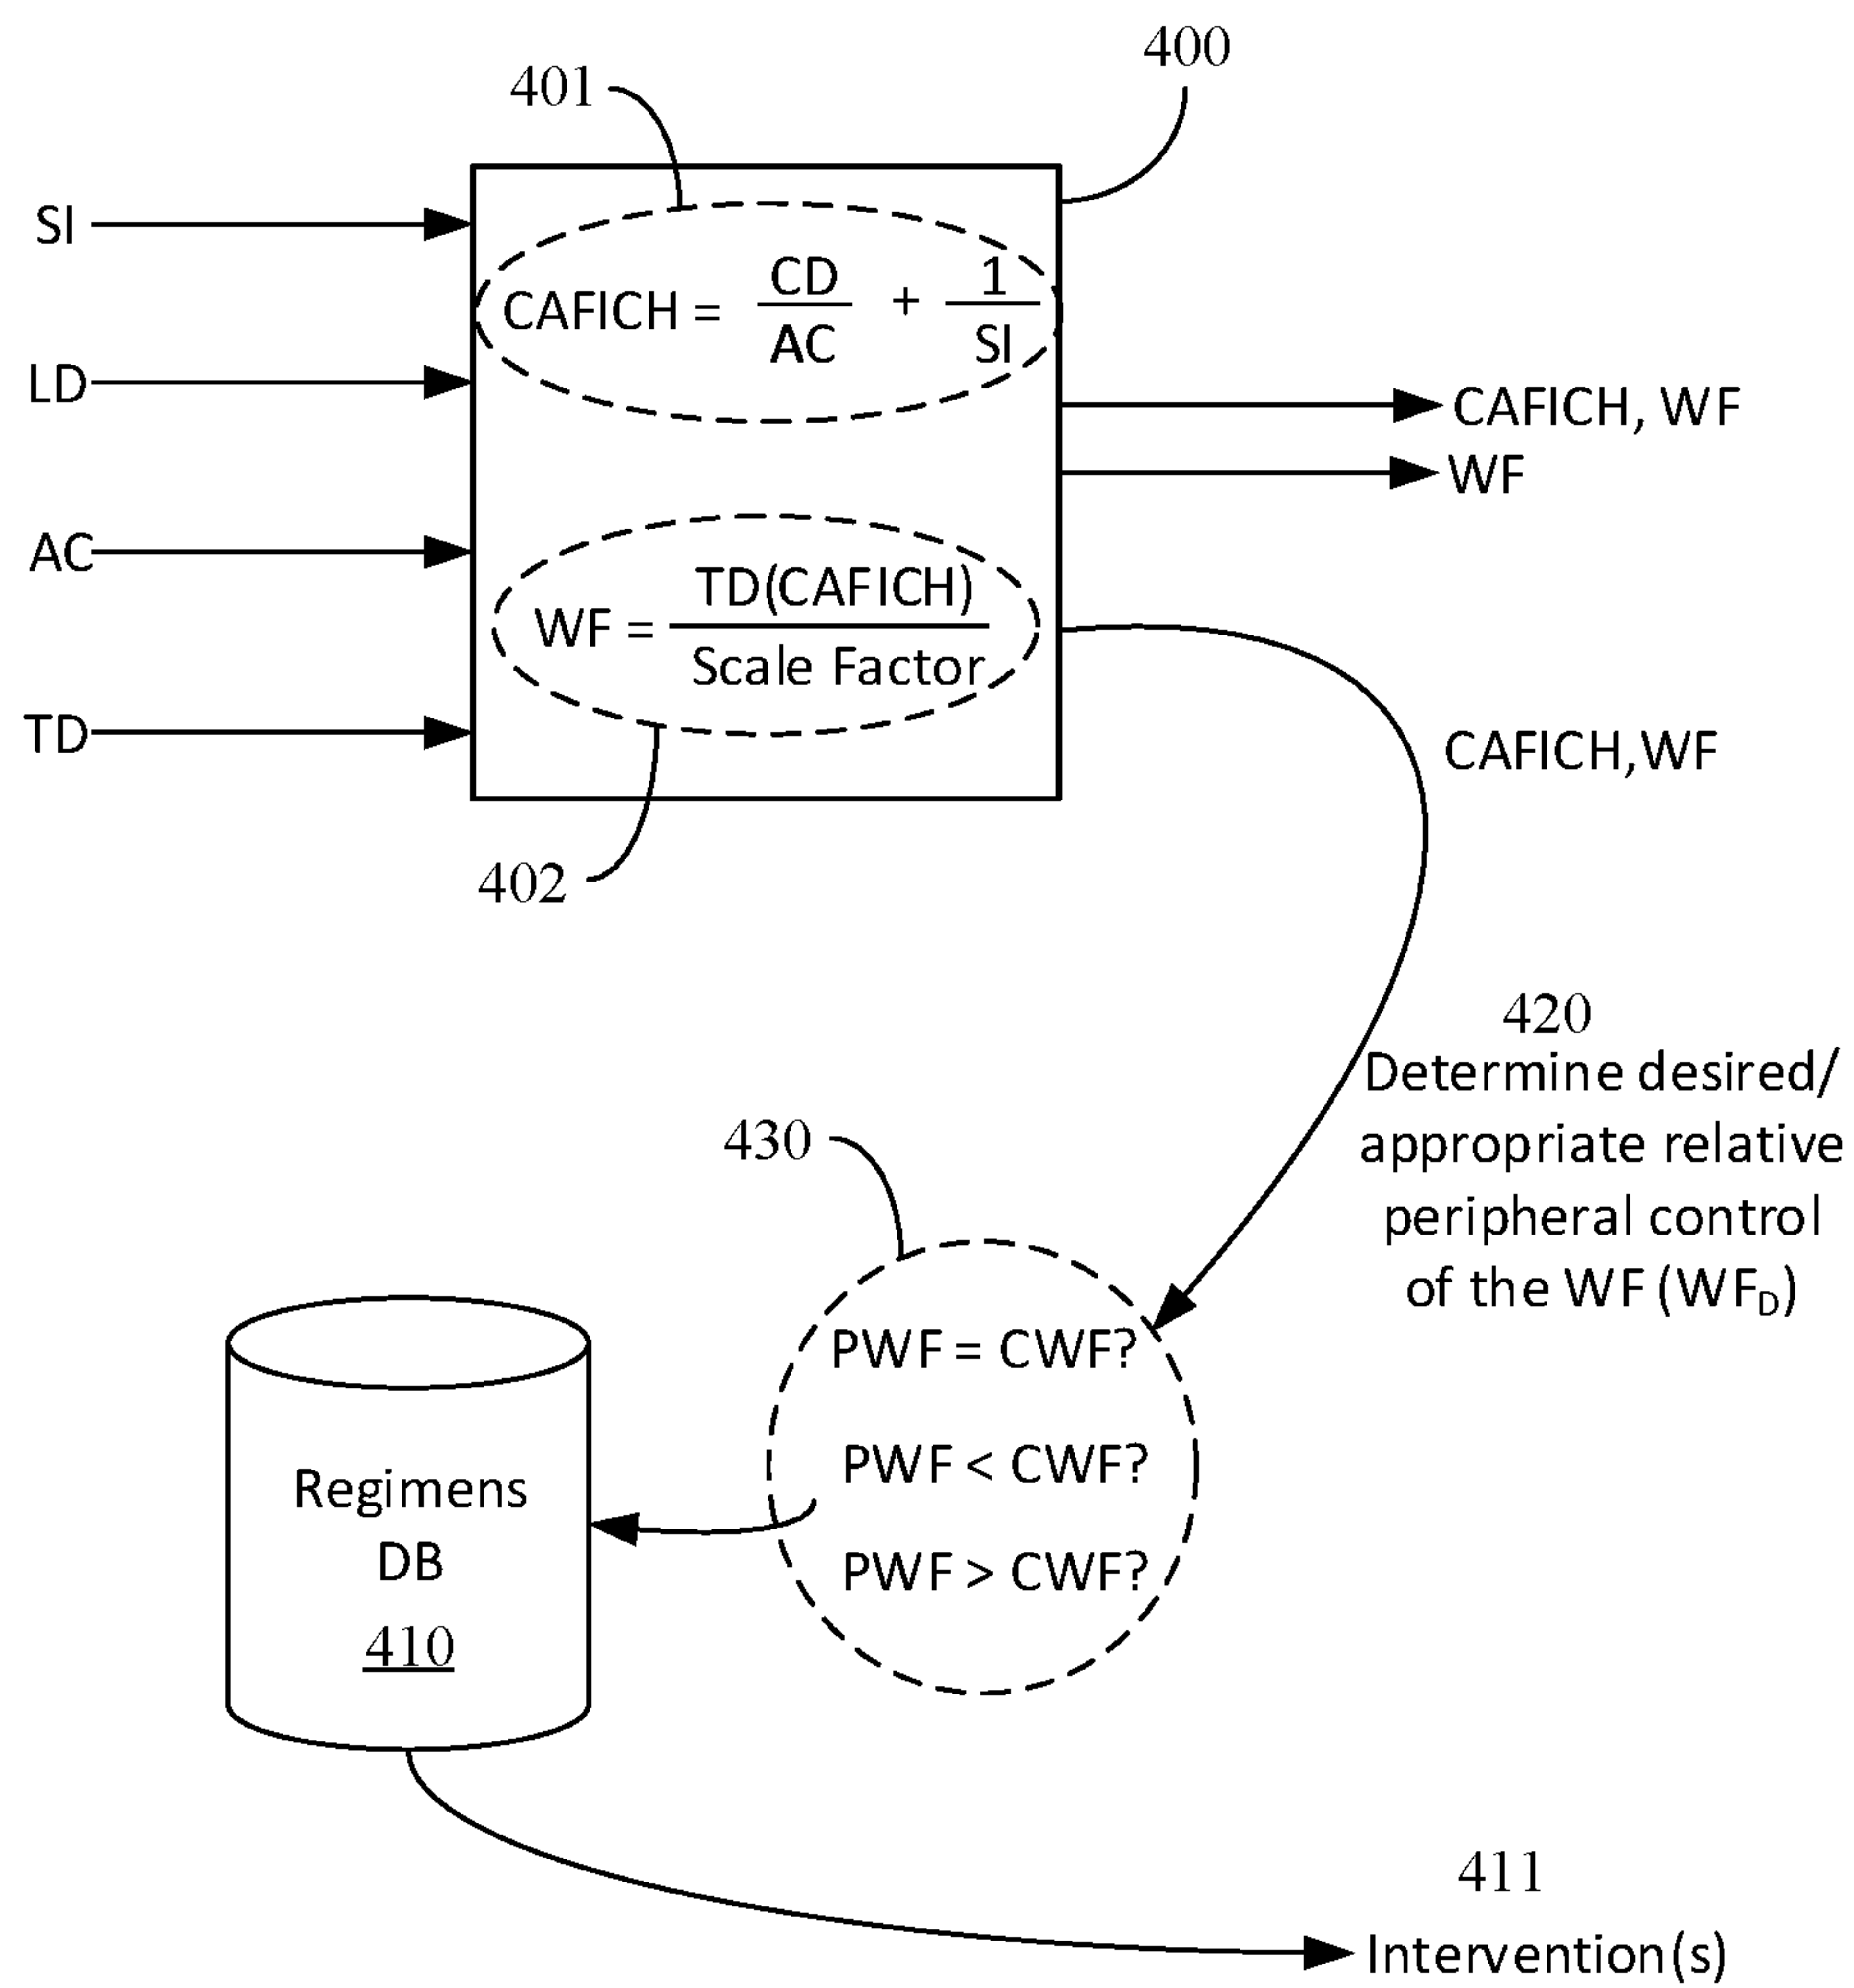 400
401
SI
CAFICH = CD/AC + 1/SI
LD
CAFICH, WF
WF
AC
WF = TD(CAFICH)/Scale Factor
TD
CAFICH,WF
402
420
Determine desired/
appropriate relative
peripheral control
of the WF (WF_D)
430
PWF = CWF?
PWF < CWF?
PWF > CWF?
Regimens
DB
410
411
Intervention(s)